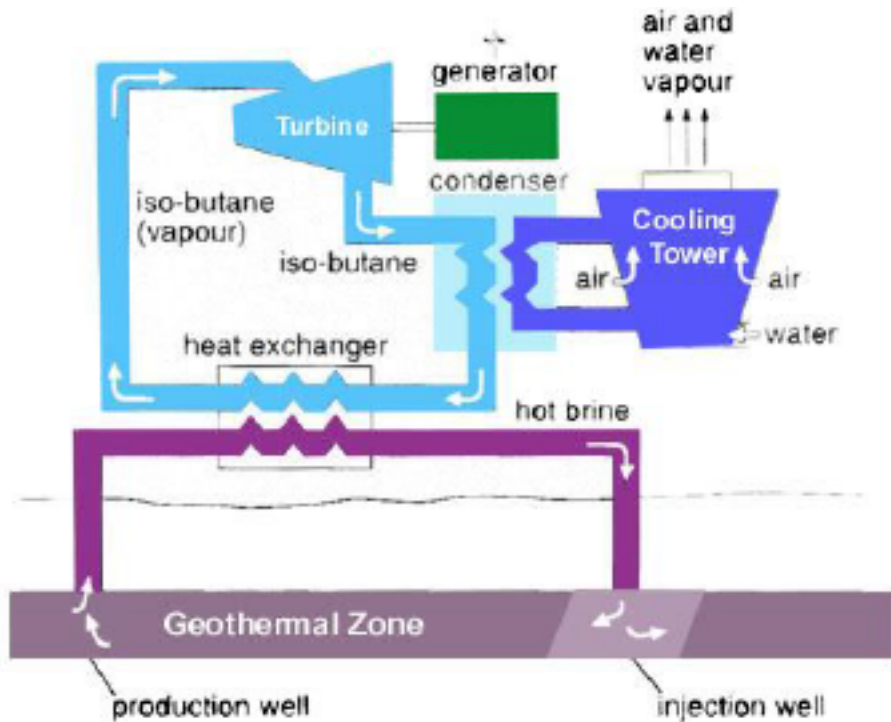 air and
water
vapour
generator
Turbine
condenser
iso-butane
(vapour)
iso-butane
Cooling
Tower
air
air
water
heat exchanger
hot brine
Geothermal Zone
production well
injection well